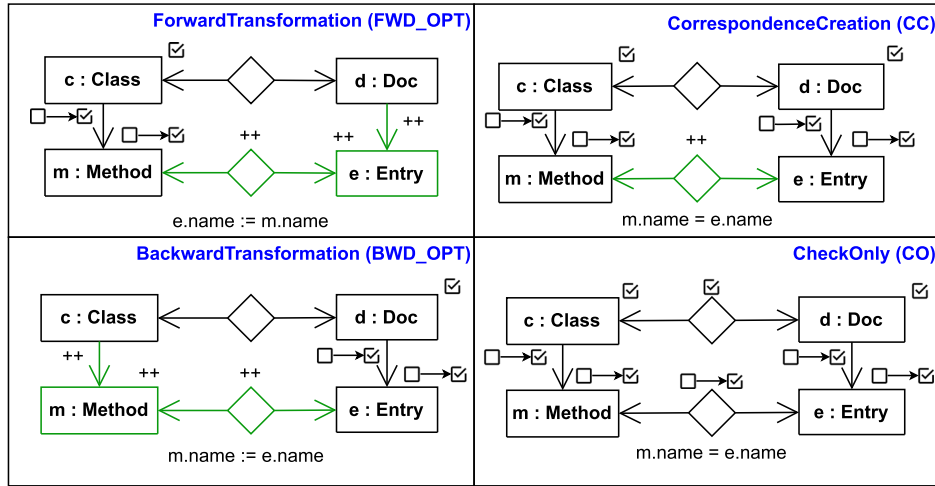 ForwardTransformation (FWD_OPT)
c : Class
d : Doc
++
++
++
m : Method
e : Entry
e.name := m.name
CorrespondenceCreation (CC)
c : Class
d : Doc
++
m : Method
e : Entry
m.name = e.name
BackwardTransformation (BWD_OPT)
c : Class
d : Doc
++
++
++
m : Method
e : Entry
m.name := e.name
CheckOnly (CO)
c : Class
d : Doc
m : Method
e : Entry
m.name = e.name